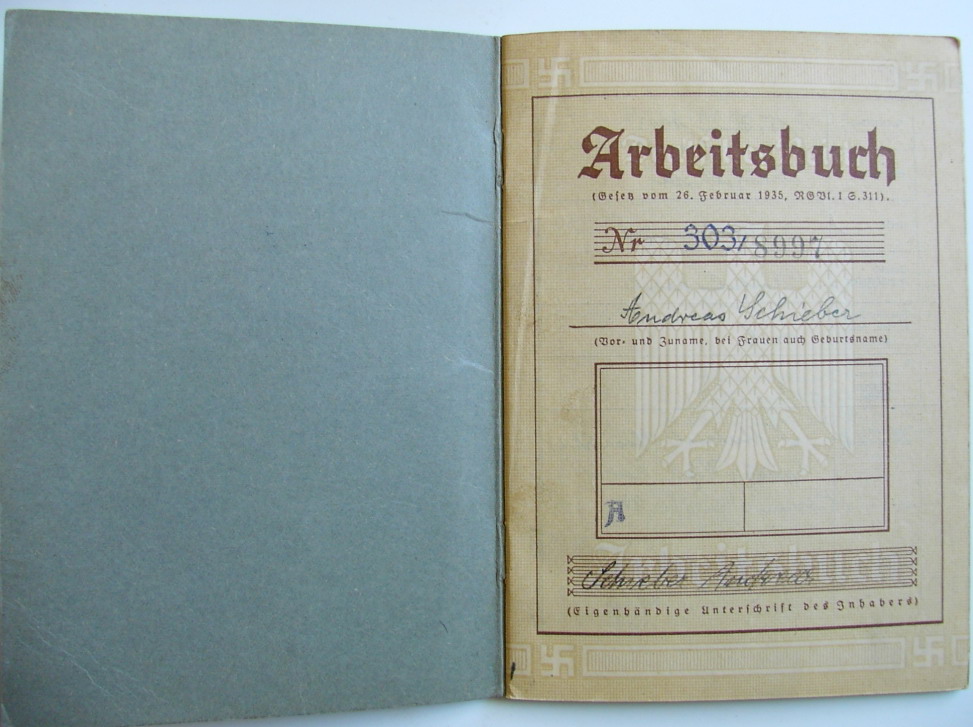 Arbeitsbuch
(Gesetz vom 26. Februar 1935, RGBl. I S. 311).
Nr 303/8997
Andreas Schieber
(Vor- und Zuname, bei Frauen auch Geburtsname)
A
Schieber Andreas
(Eigenhändige Unterschrift des Inhabers)